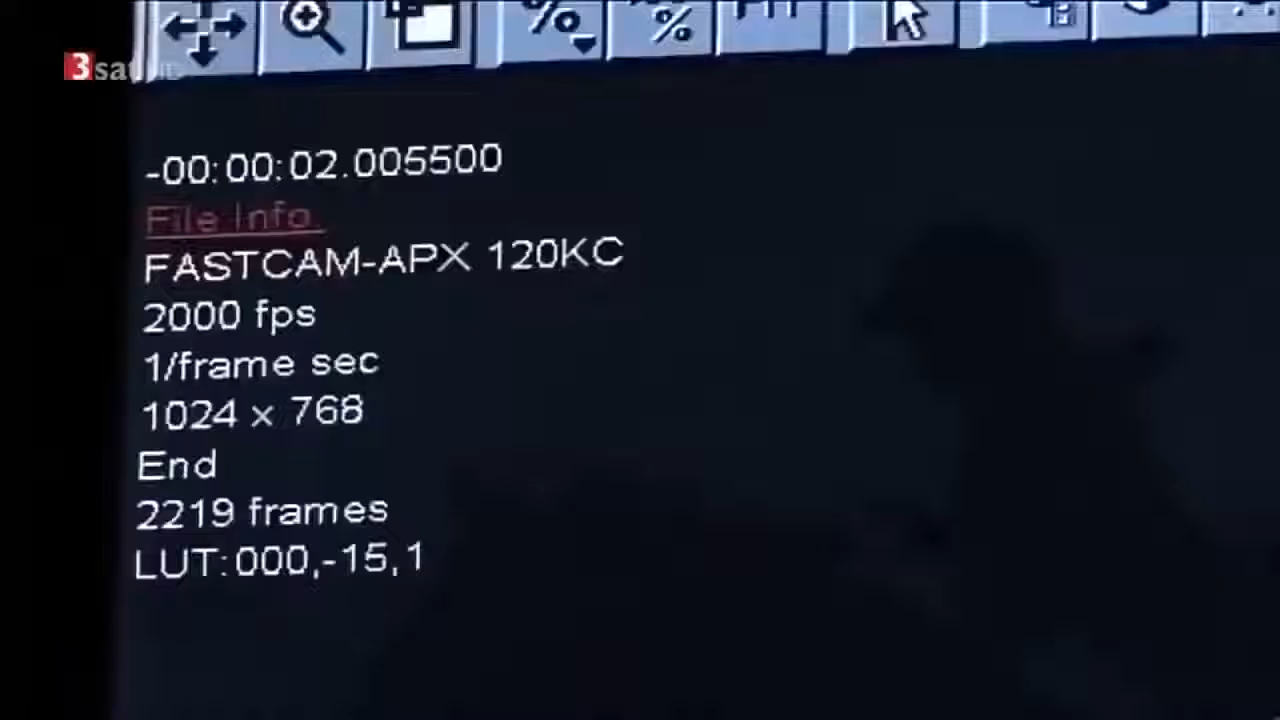 3sat
-00:00:02.005500
File Info
FASTCAM-APX 120KC
2000 fps
1/frame sec
1024 x 768
End
2219 frames
LUT:000,-15,1